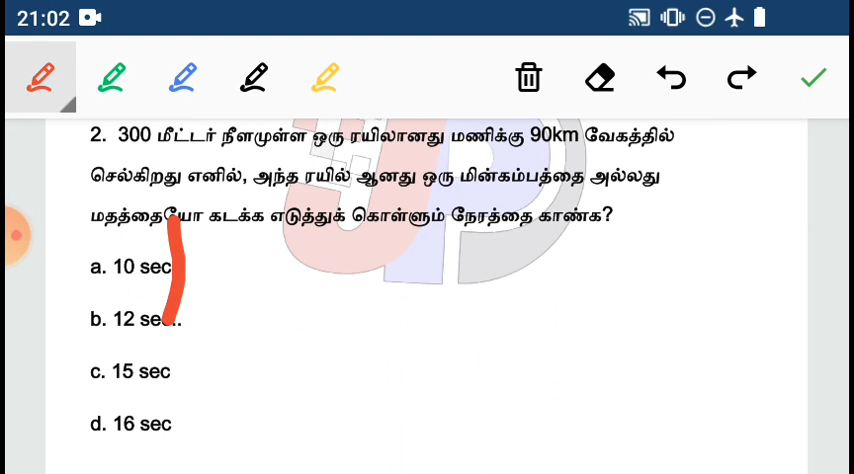 21:02
2. 300 மீட்டர் நீளமுள்ள ஒரு ரயிலானது மணிக்கு 90km வேகத்தில்
செல்கிறது எனில், அந்த ரயில் ஆனது ஒரு மின்கம்பத்தை அல்லது
மதத்தையோ கடக்க எடுத்துக் கொள்ளும் நேரத்தை காண்க?
a. 10 sec
b. 12 sec..
c. 15 sec
d. 16 sec